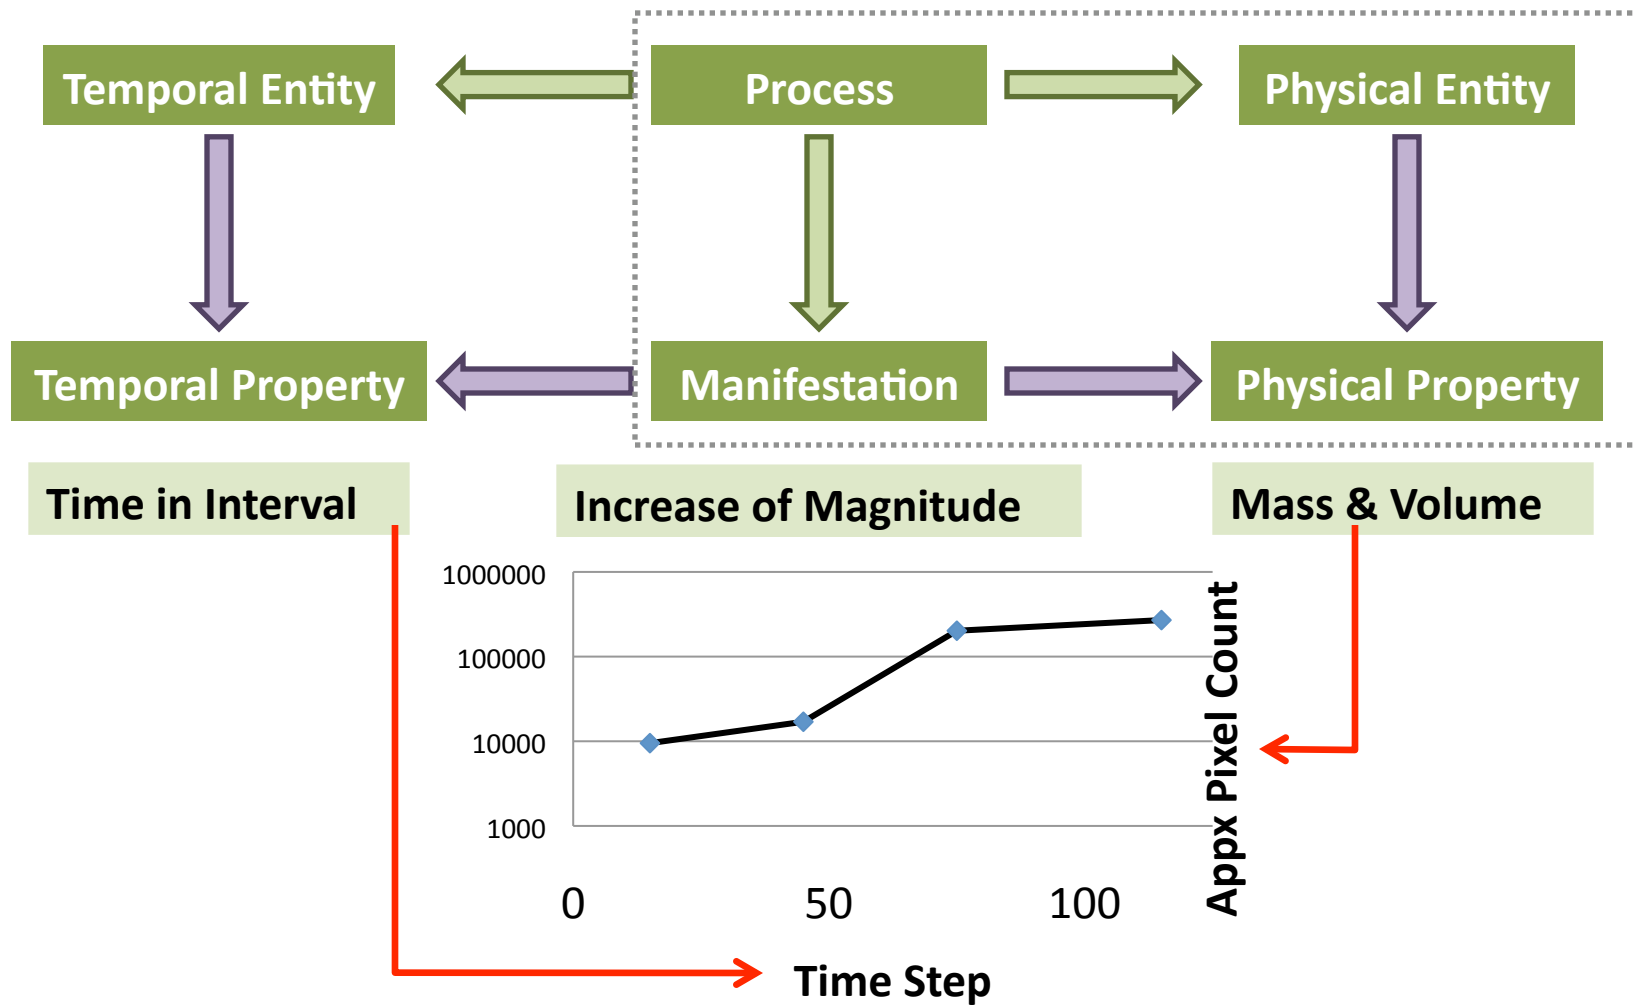 Temporal Entity
Process
Physical Entity
Temporal Property
Manifestation
Physical Property
Time in Interval
Increase of Magnitude
Mass & Volume
1000000
100000
10000
1000
0
50
100
Appx Pixel Count
Time Step